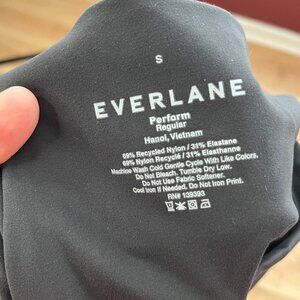 S
EVERLANE
Perform
Regular
Hanoi, Vietnam
69% Recycled Nylon / 31% Elastane
69% Nylon Recyclé / 31% Élasthanne
Machine Wash Cold Gentle Cycle With Like Colors.
Do Not Bleach. Tumble Dry Low.
Do Not Use Fabric Softener.
Cool Iron If Needed. Do Not Iron Print.
RN# 139393